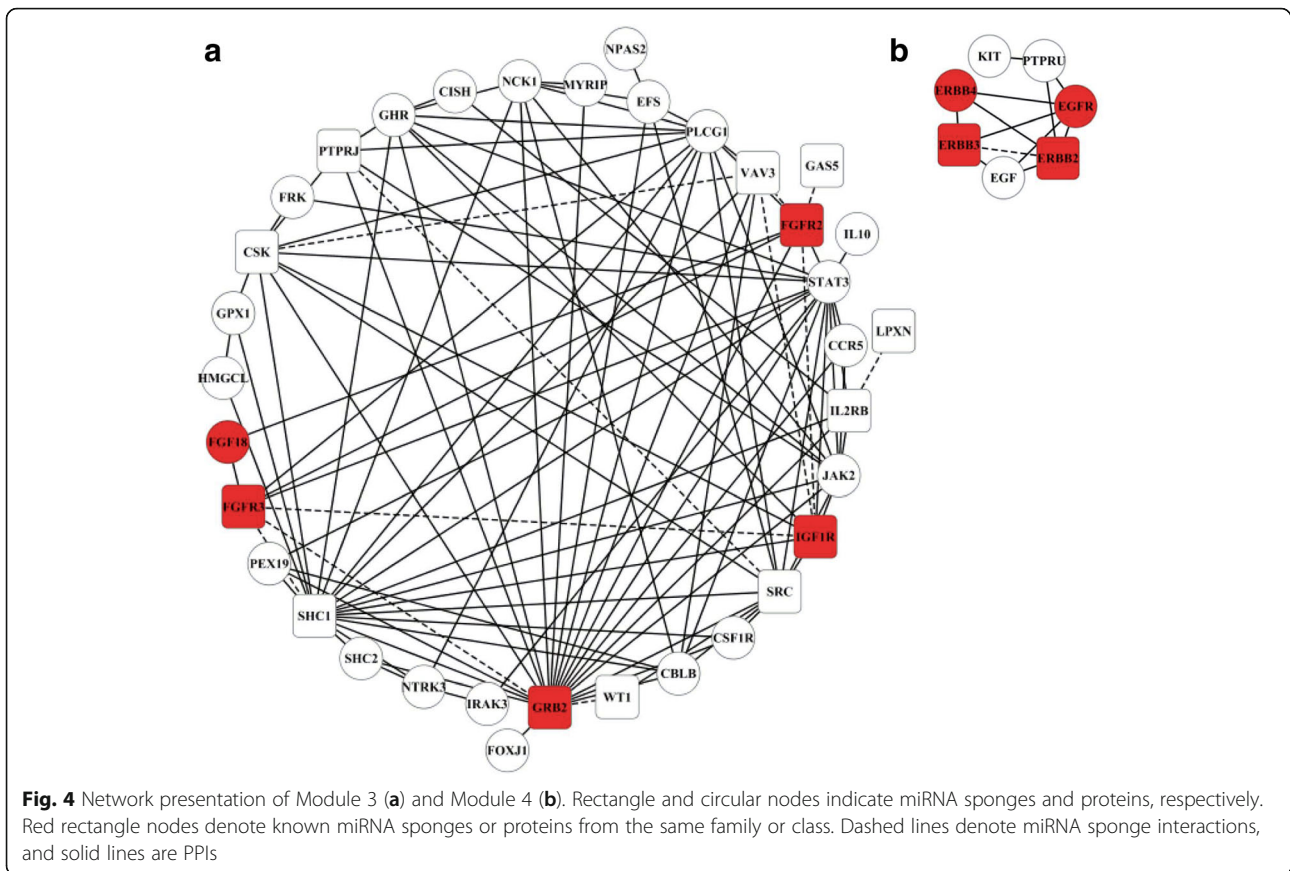 a
b
NPAS2
KIT
PTPRU
NCK1
MYRIP
CISH
EFS
ERBB4
EGFR
GHR
PLCG1
PTPRJ
VAV3
GAS5
ERBB3
ERBB2
EGF
FRK
FGFR2
IL10
CSK
STAT3
GPX1
CCR5
LPXN
HMGCL
IL2RB
FGF18
JAK2
FGFR3
IGF1R
PEX19
SRC
SHC1
CSF1R
SHC2
CBLB
NTRK3
IRAK3
GRB2
WT1
FOXJ1
Fig. 4 Network presentation of Module 3 (a) and Module 4 (b). Rectangle and circular nodes indicate miRNA sponges and proteins, respectively.
Red rectangle nodes denote known miRNA sponges or proteins from the same family or class. Dashed lines denote miRNA sponge interactions,
and solid lines are PPIs